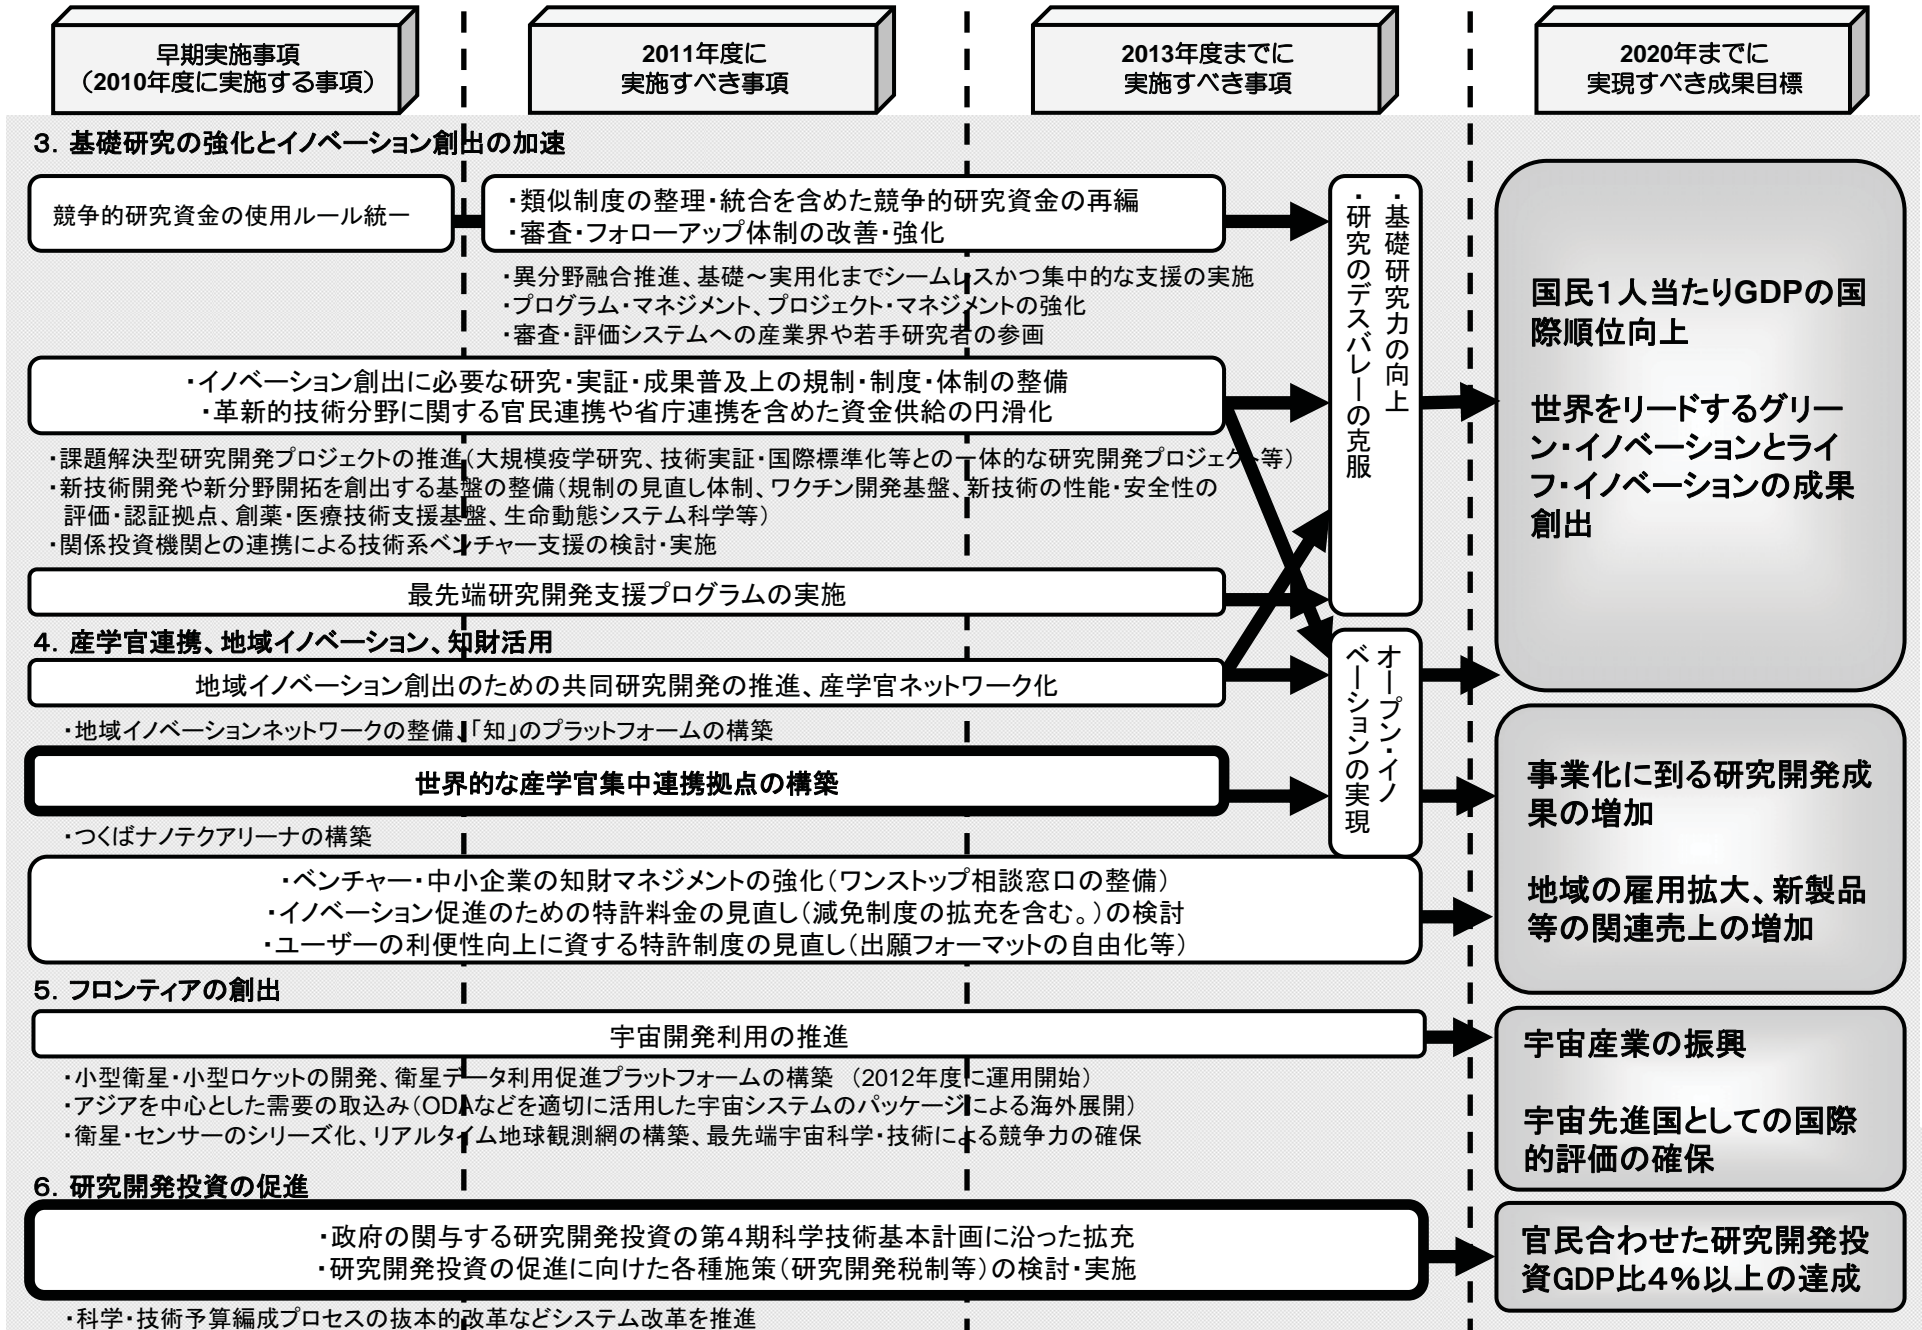 早期実施事項
（2010年度に実施する事項）
2011年度に
実施すべき事項
2013年度までに
実施すべき事項
2020年までに
実現すべき成果目標
３．基礎研究の強化とイノベーション創出の加速
競争的研究資金の使用ルール統一
・類似制度の整理・統合を含めた競争的研究資金の再編
・審査・フォローアップ体制の改善・強化
・異分野融合推進、基礎～実用化までシームレスかつ集中的な支援の実施
・プログラム・マネジメント、プロジェクト・マネジメントの強化
・審査・評価システムへの産業界や若手研究者の参画
・イノベーション創出に必要な研究・実証・成果普及上の規制・制度・体制の整備
・革新的技術分野に関する官民連携や省庁連携を含めた資金供給の円滑化
・課題解決型研究開発プロジェクトの推進（大規模疫学研究、技術実証・国際標準化等との一体的な研究開発プロジェクト等）
・新技術開発や新分野開拓を創出する基盤の整備（規制の見直し体制、ワクチン開発基盤、新技術の性能・安全性の
評価・認証拠点、創薬・医療技術支援基盤、生命動態システム科学等）
・関係投資機関との連携による技術系ベンチャー支援の検討・実施
最先端研究開発支援プログラムの実施
・基礎研究力の向上
・研究のデスバレーの克服
国民１人当たりGDPの国
際順位向上
世界をリードするグリー
ン・イノベーションとライ
フ・イノベーションの成果
創出
４．産学官連携、地域イノベーション、知財活用
地域イノベーション創出のための共同研究開発の推進、産学官ネットワーク化
・地域イノベーションネットワークの整備、「知」のプラットフォームの構築
世界的な産学官集中連携拠点の構築
・つくばナノテクアリーナの構築
オープン・イノ
ベーションの実現
・ベンチャー・中小企業の知財マネジメントの強化（ワンストップ相談窓口の整備）
・イノベーション促進のための特許料金の見直し（減免制度の拡充を含む。）の検討
・ユーザーの利便性向上に資する特許制度の見直し（出願フォーマットの自由化等）
事業化に到る研究開発成
果の増加
地域の雇用拡大、新製品
等の関連売上の増加
５．フロンティアの創出
宇宙開発利用の推進
・小型衛星・小型ロケットの開発、衛星データ利用促進プラットフォームの構築　（2012年度に運用開始）
・アジアを中心とした需要の取込み（ODAなどを適切に活用した宇宙システムのパッケージによる海外展開）
・衛星・センサーのシリーズ化、リアルタイム地球観測網の構築、最先端宇宙科学・技術による競争力の確保
宇宙産業の振興
宇宙先進国としての国際
的評価の確保
６．研究開発投資の促進
・政府の関与する研究開発投資の第４期科学技術基本計画に沿った拡充
・研究開発投資の促進に向けた各種施策（研究開発税制等）の検討・実施
・科学・技術予算編成プロセスの抜本的改革などシステム改革を推進
官民合わせた研究開発投
資GDP比４％以上の達成